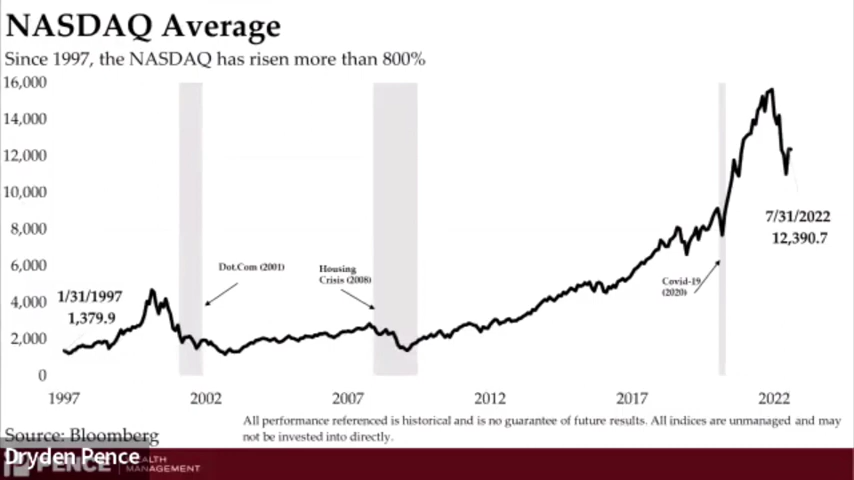 NASDAQ Average
Since 1997, the NASDAQ has risen more than 800%
16,000
14,000
12,000
10,000
8,000
6,000
4,000
2,000
0
1/31/1997
1,379.9
Dot.Com (2001)
Housing
Crisis (2008)
Covid-19
(2020)
7/31/2022
12,390.7
1997
2002
2007
2012
2017
2022
All performance referenced is historical and is no guarantee of future results. All indices are unmanaged and may
not be invested into directly.
Source: Bloomberg
Dryden Pence
PENCE
WEALTH
MANAGEMENT